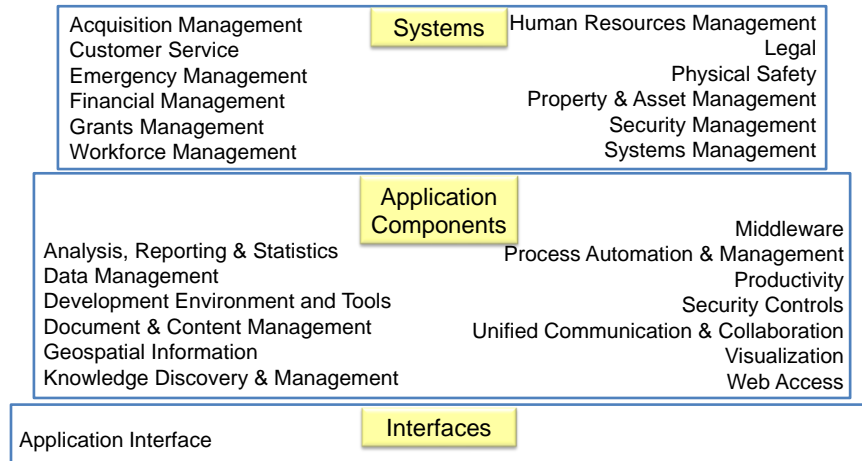 Systems
Acquisition Management
Customer Service
Emergency Management
Financial Management
Grants Management
Workforce Management
Human Resources Management
Legal
Physical Safety
Property & Asset Management
Security Management
Systems Management
Application
Components
Analysis, Reporting & Statistics
Data Management
Development Environment and Tools
Document & Content Management
Geospatial Information
Knowledge Discovery & Management
Middleware
Process Automation & Management
Productivity
Security Controls
Unified Communication & Collaboration
Visualization
Web Access
Interfaces
Application Interface